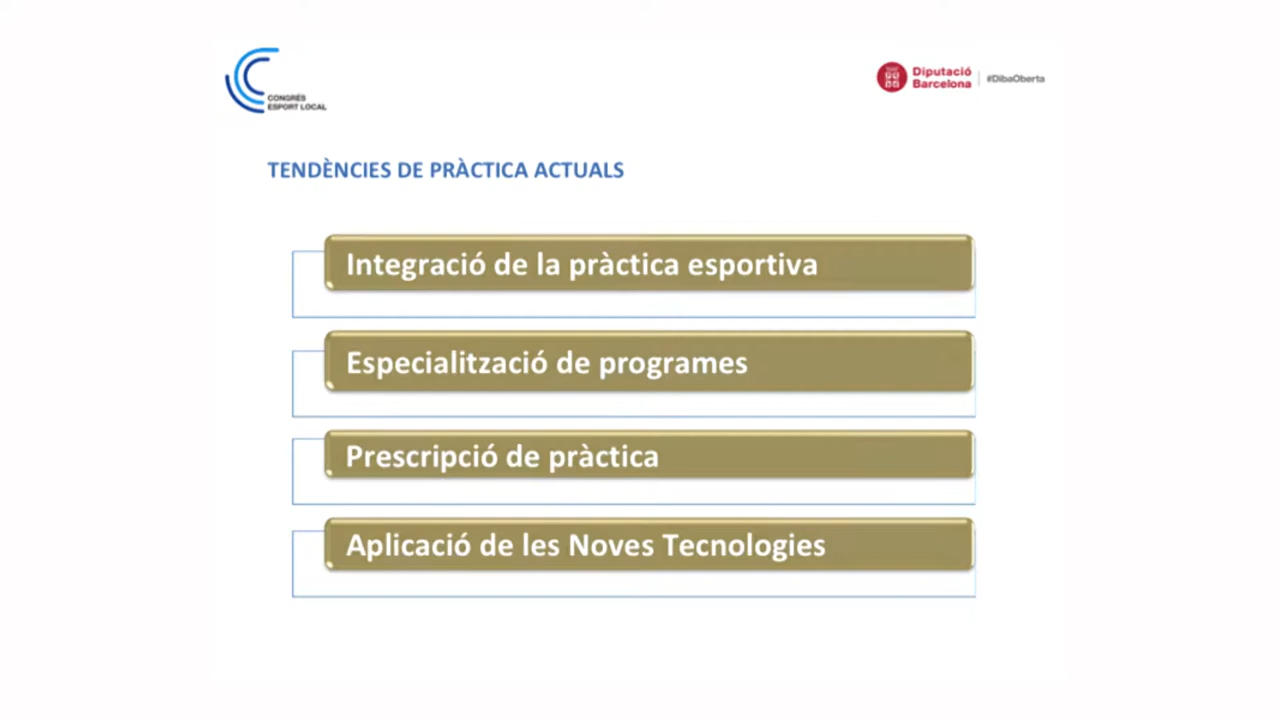 CONGRÉS
ESPORT LOCAL
Diputació
Barcelona
#DibaOberta
TENDÈNCIES DE PRÀCTICA ACTUALS
Integració de la pràctica esportiva
Especialització de programes
Prescripció de pràctica
Aplicació de les Noves Tecnologies